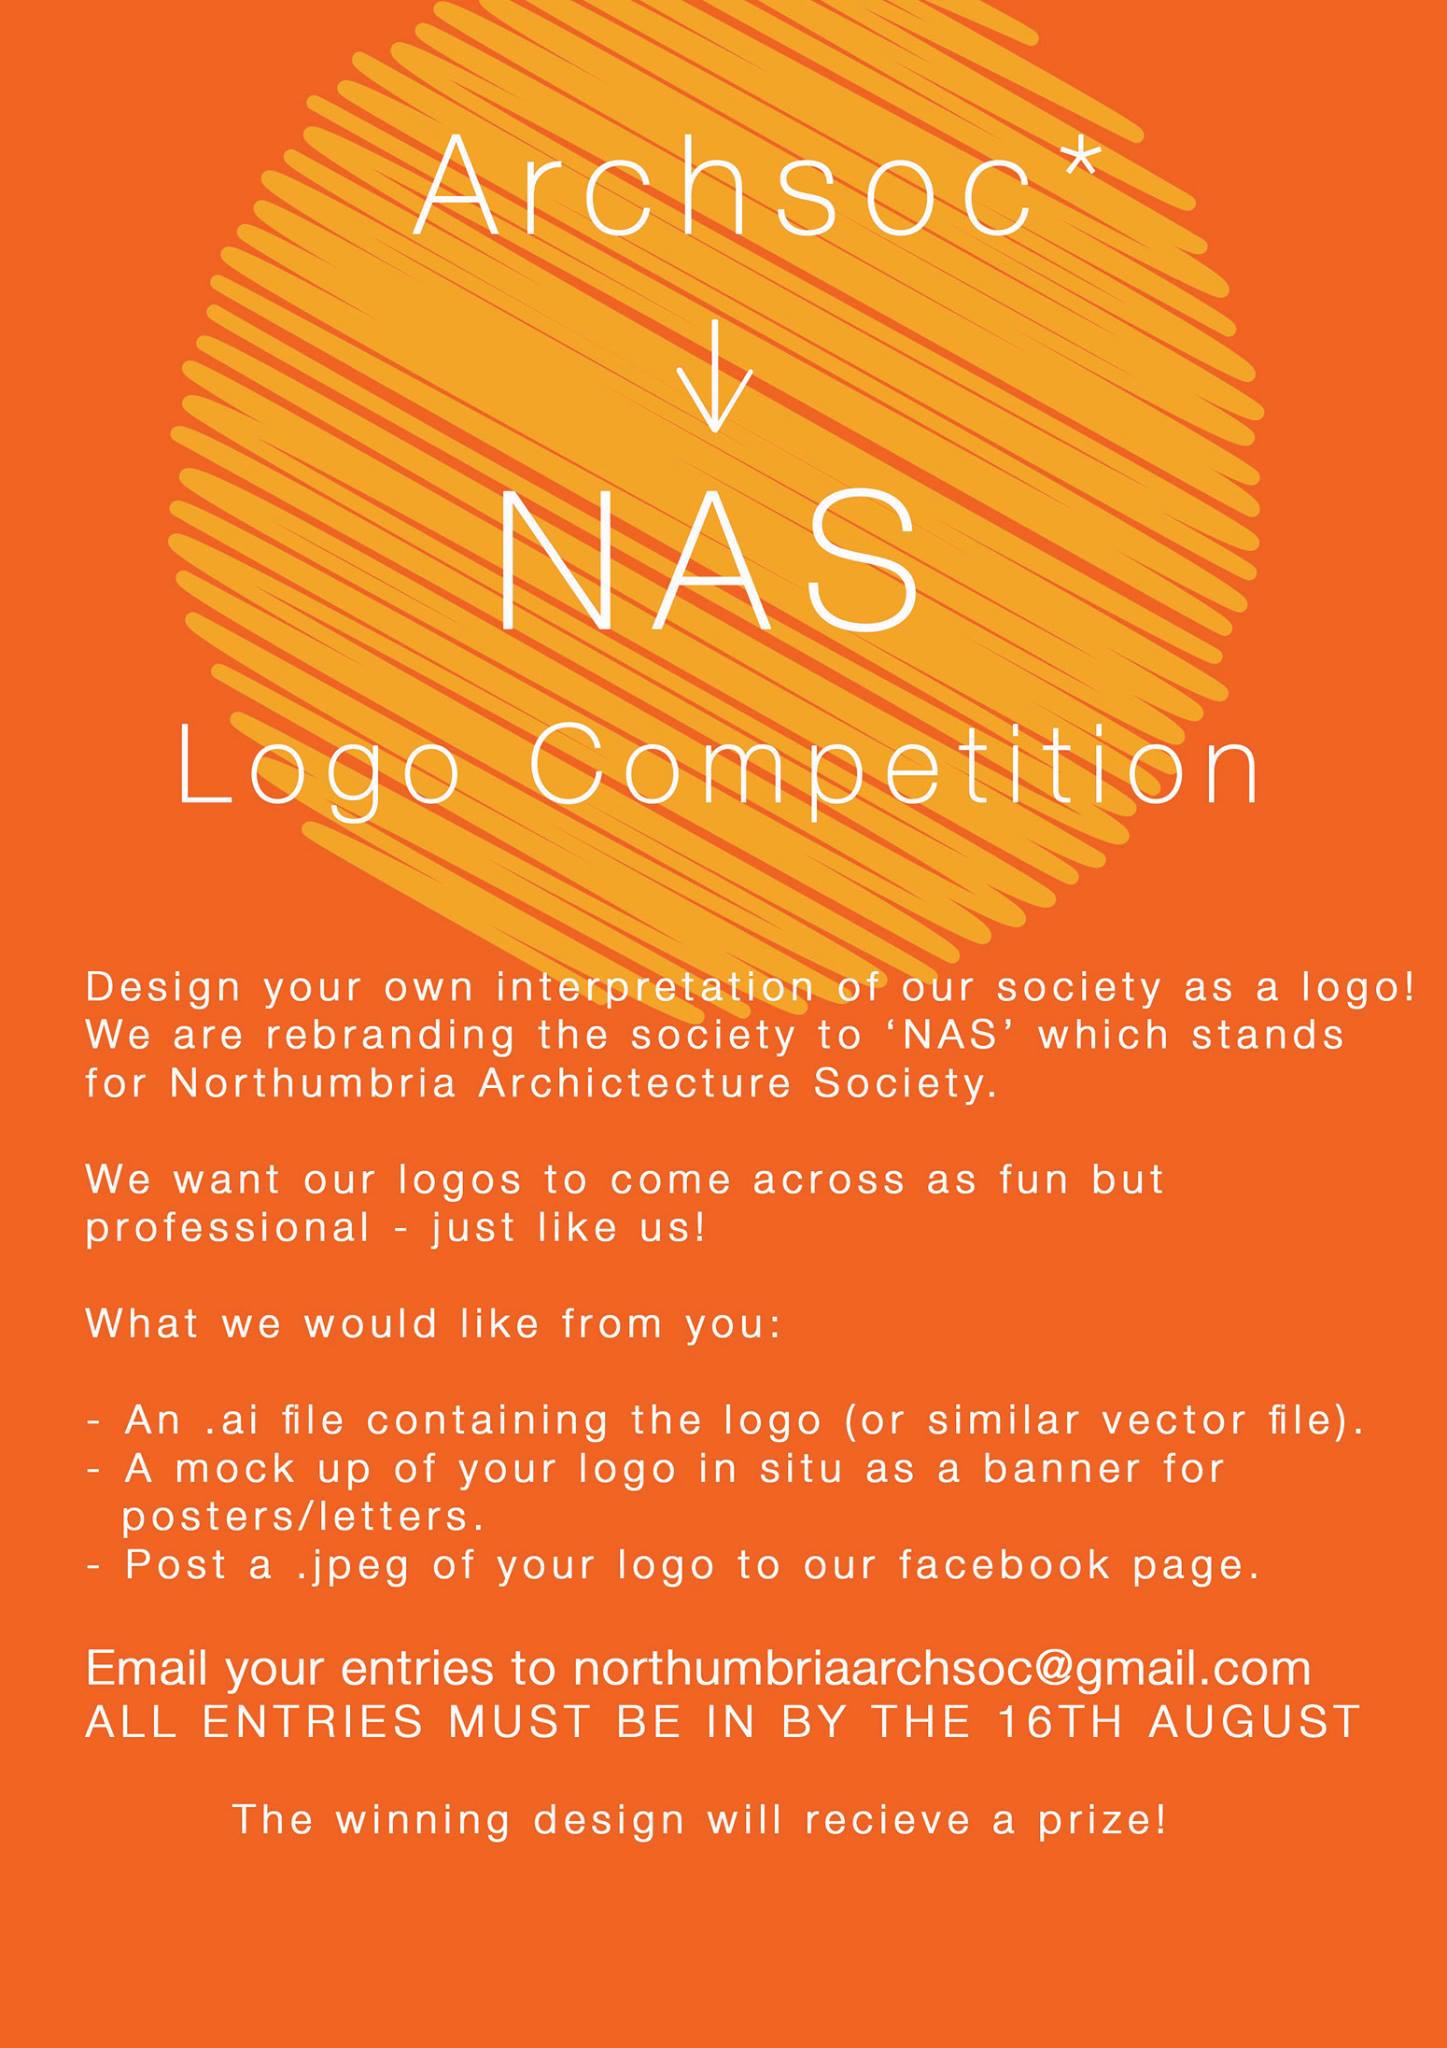 Archsoc*
↓
NAS
Logo Competition
Design your own interpretation of our society as a logo!
We are rebranding the society to ‘NAS’ which stands
for Northumbria Archictecture Society.
We want our logos to come across as fun but
professional - just like us!
What we would like from you:
- An .ai file containing the logo (or similar vector file).
- A mock up of your logo in situ as a banner for
posters/letters.
- Post a .jpeg of your logo to our facebook page.
Email your entries to northumbriaarchsoc@gmail.com
ALL ENTRIES MUST BE IN BY THE 16TH AUGUST
The winning design will recieve a prize!